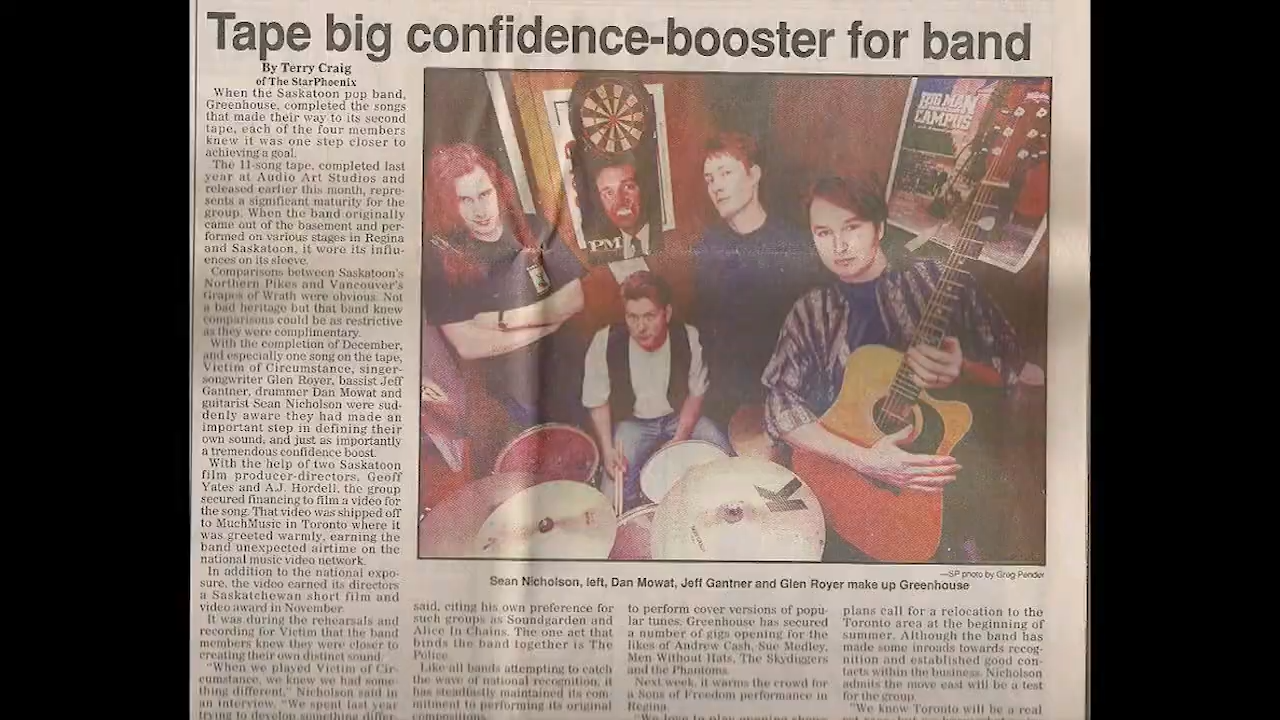 Tape big confidence-booster for band
By Terry Craig
of The StarPhoenix
When the Saskatoon pop band,
Greenhouse, completed the songs
that made their way to its second
tape, each of the four members
knew it was one step closer to
achieving a goal.
The 11-song tape, completed last
year at Audio Art Studios and
released earlier this month, repre-
sents a significant maturity for the
group. When the band originally
came out of the basement and per-
formed on various stages in Regina
and Saskatoon, it wore its influ-
ences on its sleeve.
Comparisons between Saskatoon's
Northern Pikes and Vancouver's
Grapes of Wrath were obvious. Not
a bad heritage but that band knew
comparisons could be as restrictive
as they were complimentary.
With the completion of December,
and especially one song on the tape,
Victim of Circumstance, singer-
songwriter Glen Royer, bassist Jeff
Gantner, drummer Dan Mowat and
guitarist Sean Nicholson were sud-
denly aware they had made an
important step in defining their
own sound, and just as importantly
a tremendous confidence boost.
With the help of two Saskatoon
film producer-directors, Geoff
Yates and A.J. Hordell, the group
secured financing to film a video for
the song. That video was shipped off
to MuchMusic in Toronto where it
was greeted warmly, earning the
band unexpected airtime on the
national music video network.
In addition to the national expo-
sure, the video earned its directors
a Saskatchewan short film and
video award in November.
It was during the rehearsals and
recording for Victim that the band
members knew they were closer to
creating their own distinct sound.
"When we played Victim of Cir-
cumstance, we knew we had some-
thing different," Nicholson said in
an interview. "We spent last year
trying to develop something differ-
BIG MAN
CAMPUS
PM
K
—SP photo by Greg Pender
Sean Nicholson, left, Dan Mowat, Jeff Gantner and Glen Royer make up Greenhouse
said, citing his own preference for
such groups as Soundgarden and
Alice In Chains. The one act that
binds the band together is The
Police.
Like all bands attempting to catch
the wave of national recognition, it
has steadfastly maintained its com-
mitment to performing its original
compositions.
to perform cover versions of popu-
lar tunes. Greenhouse has secured
a number of gigs opening for the
likes of Andrew Cash, Sue Medley,
Men Without Hats, The Skydiggers
and the Phantoms.
Next week, it warms the crowd for
a Sons of Freedom performance in
Regina.
"We love to play opening shows
plans call for a relocation to the
Toronto area at the beginning of
summer. Although the band has
made some inroads towards recog-
nition and established good con-
tacts within the business, Nicholson
admits the move east will be a test
for the group.
"We know Toronto will be a real